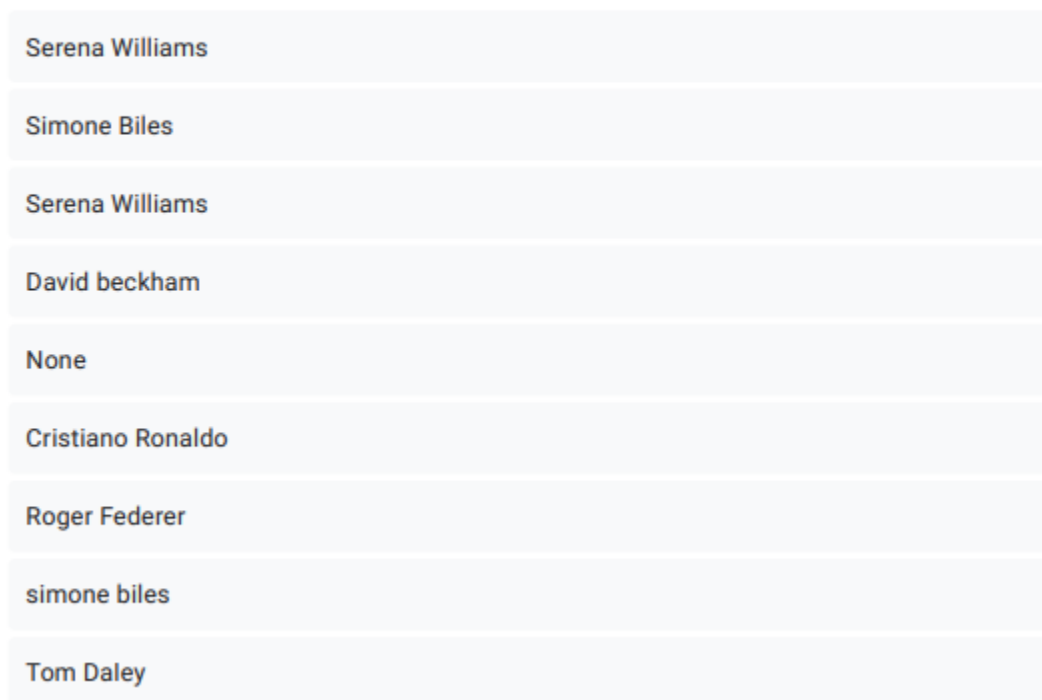 Serena Williams
Simone Biles
Serena Williams
David beckham
None
Cristiano Ronaldo
Roger Federer
simone biles
Tom Daley